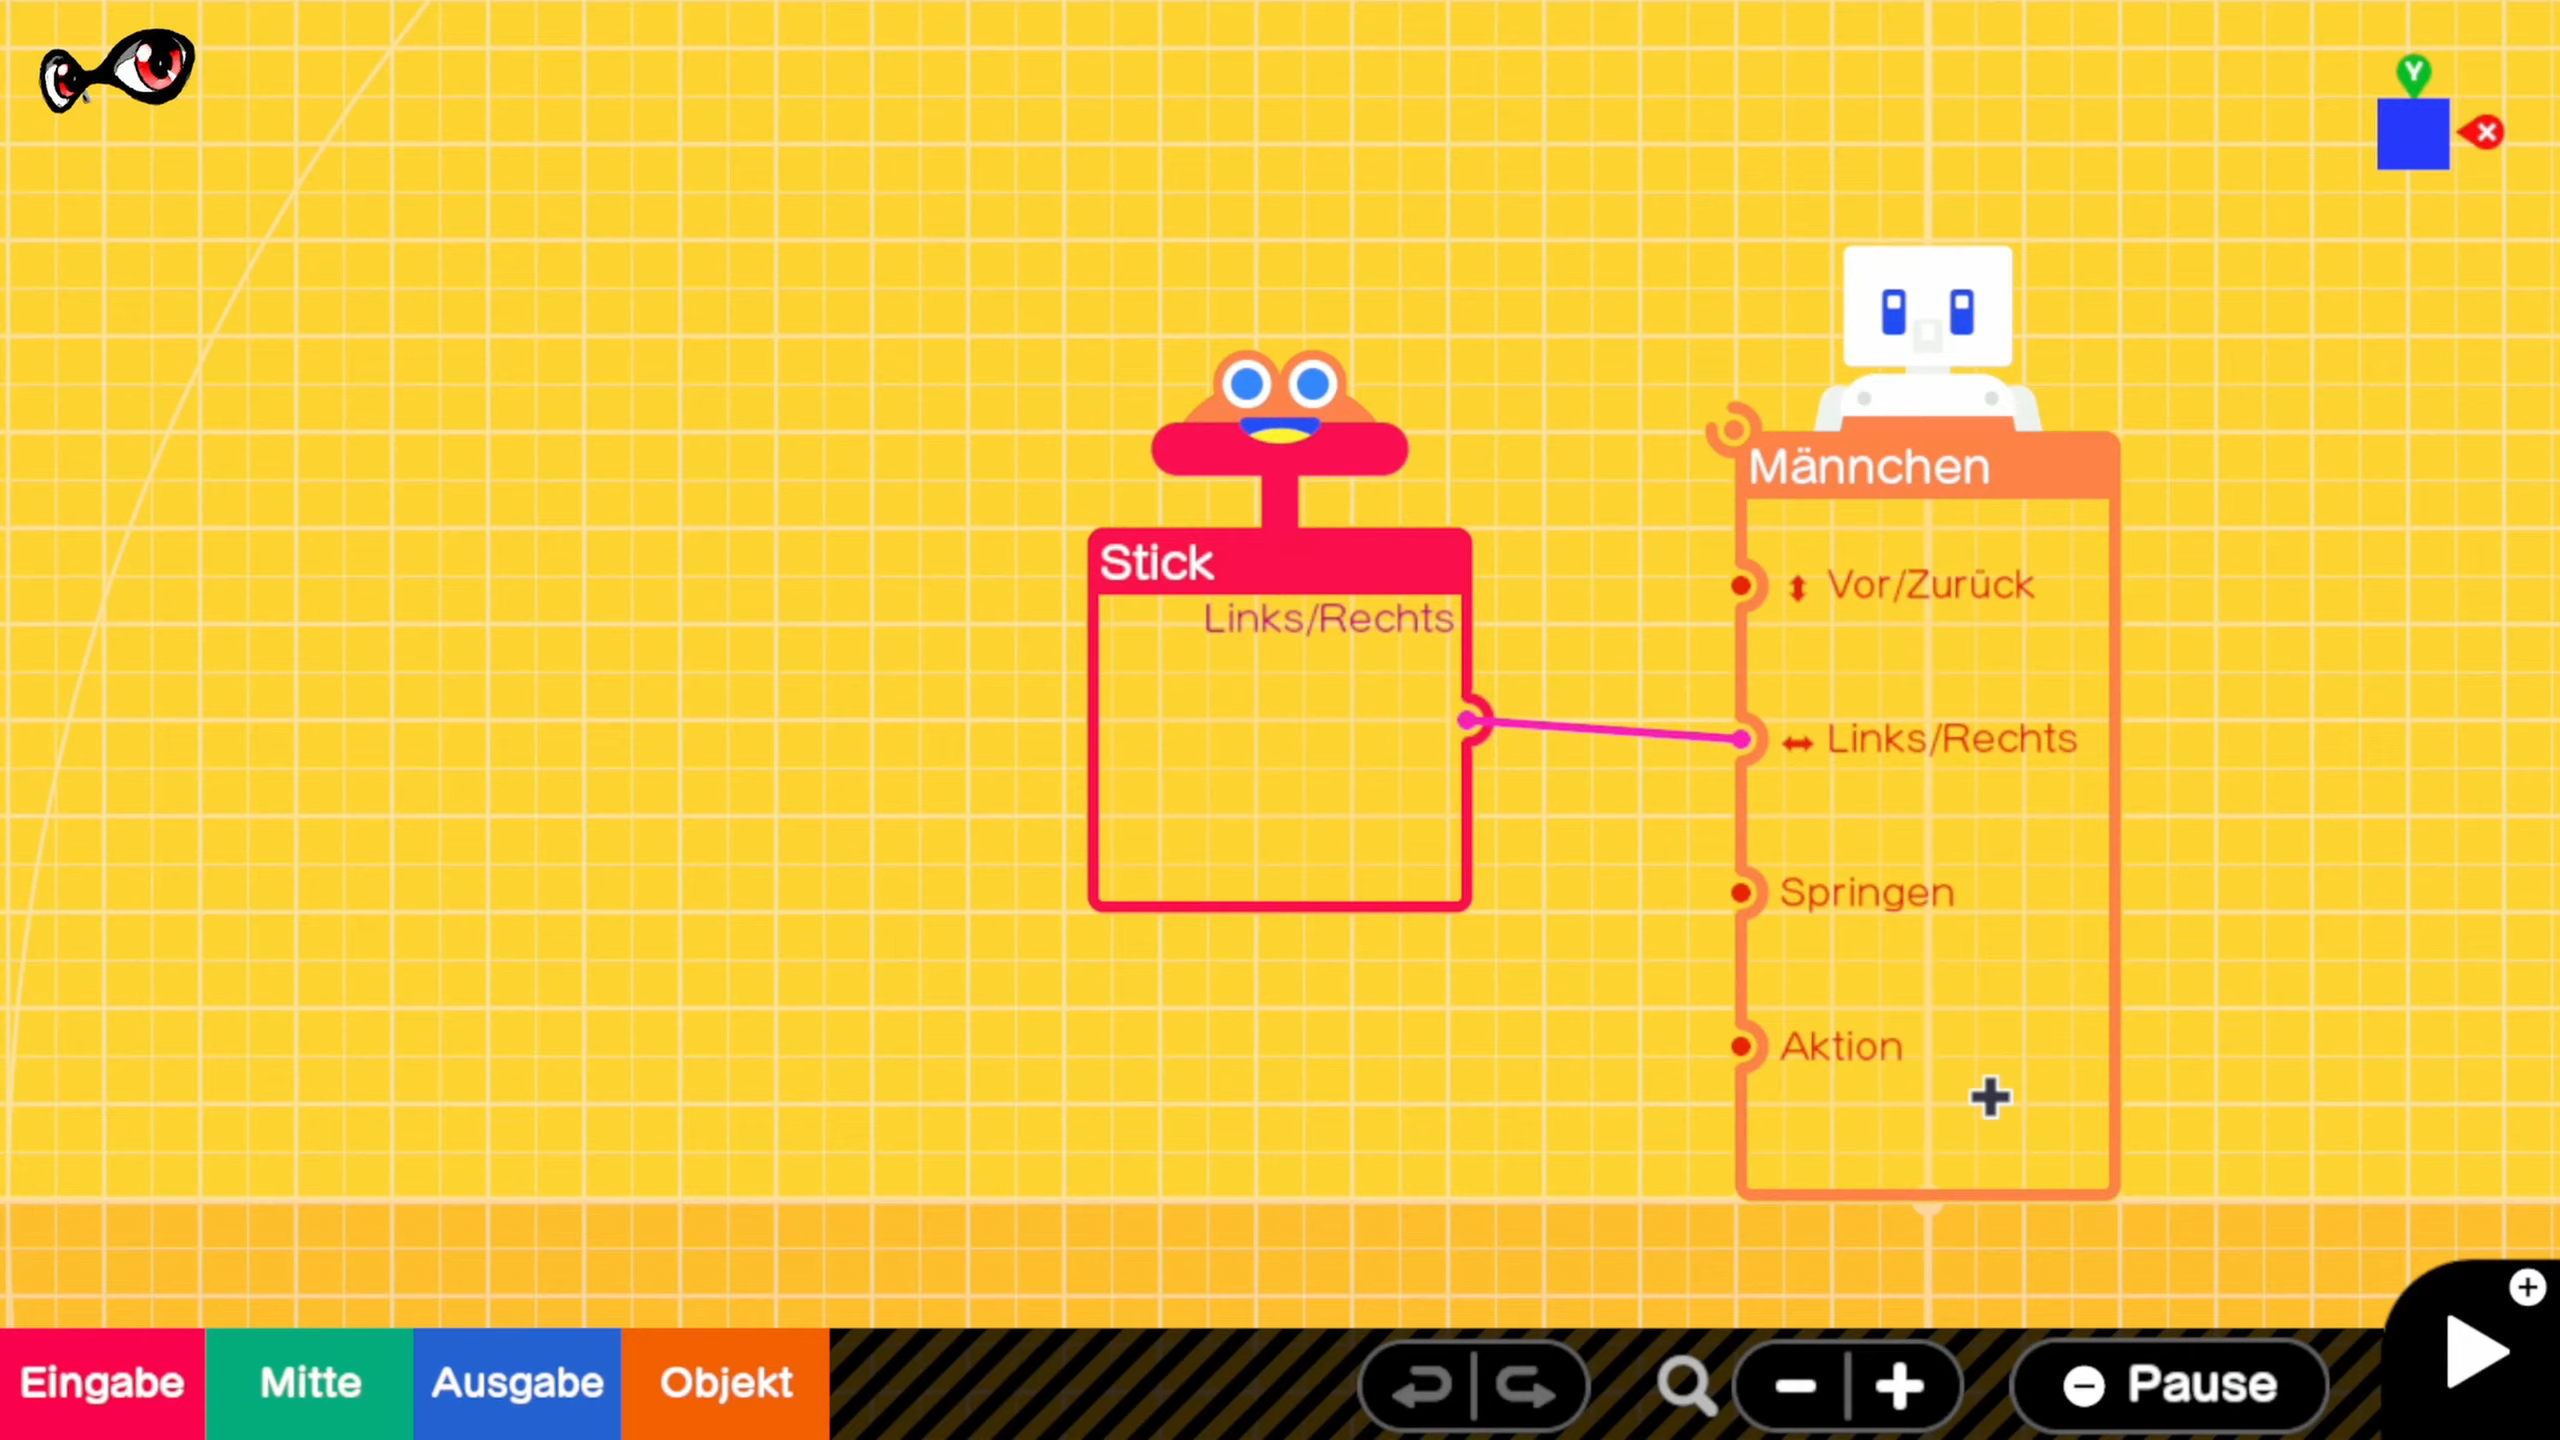 Y
X
Männchen
Stick
Vor/Zurück
Links/Rechts
Links/Rechts
Springen
Aktion
Eingabe
Mitte
Ausgabe
Objekt
Pause